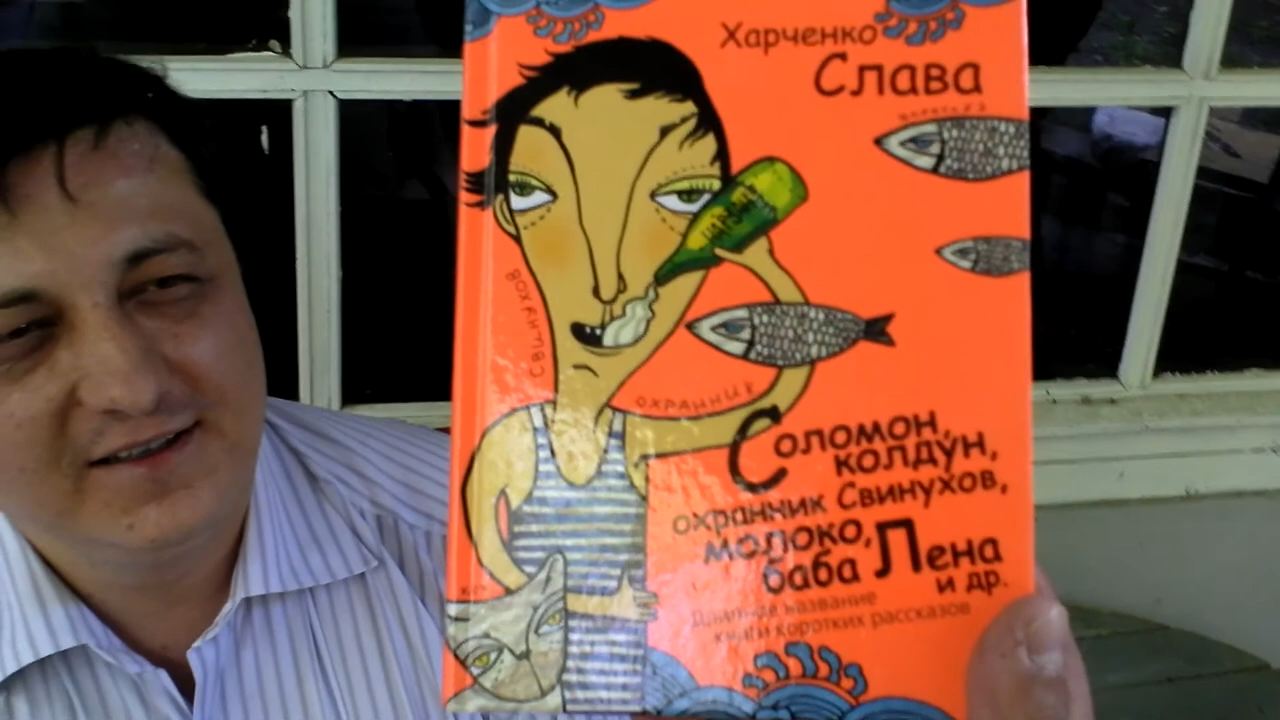 Харченко
Слава
Свинухов
охранник
Соломон,
колдун,
охранник Свинухов,
молоко,
баба Лена
и др.
Длинное название
книги коротких рассказов